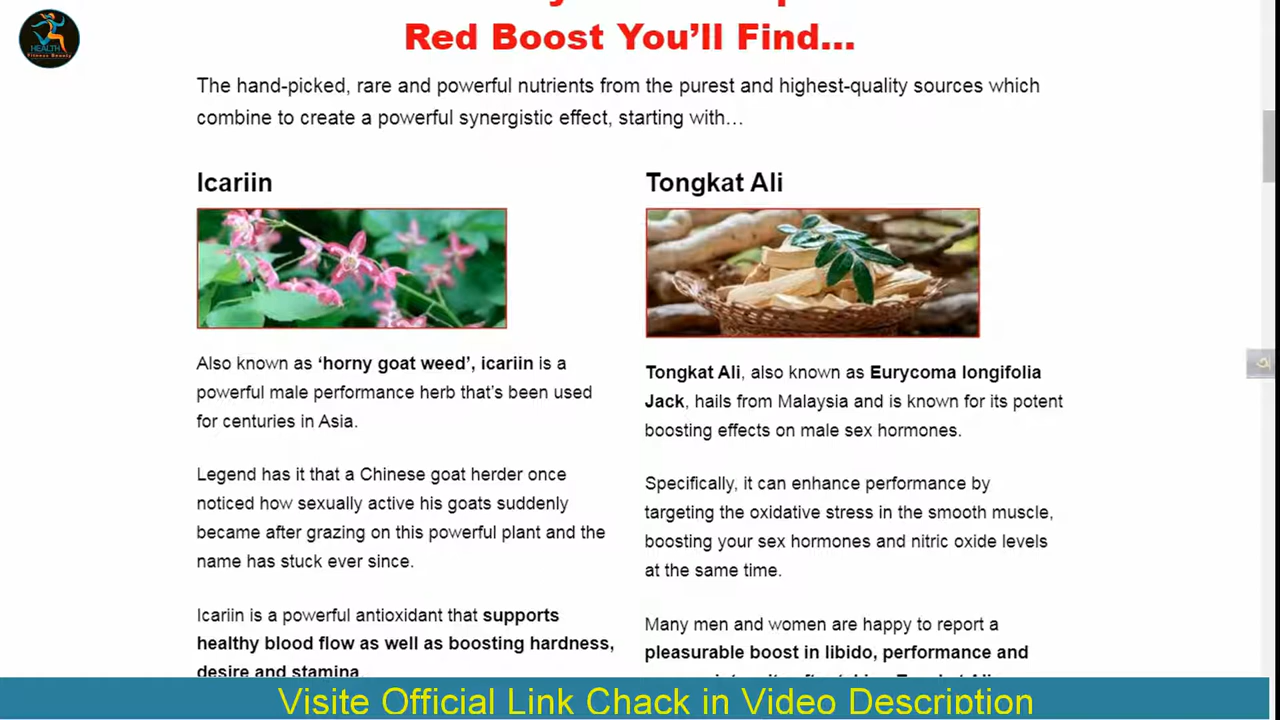 Red Boost You’ll Find...
The hand-picked, rare and powerful nutrients from the purest and highest-quality sources which
combine to create a powerful synergistic effect, starting with…
Icariin
Also known as ‘horny goat weed’, icariin is a
powerful male performance herb that’s been used
for centuries in Asia.
Legend has it that a Chinese goat herder once
noticed how sexually active his goats suddenly
became after grazing on this powerful plant and the
name has stuck ever since.
Icariin is a powerful antioxidant that supports
healthy blood flow as well as boosting hardness,
desire and stamina
Tongkat Ali
Tongkat Ali, also known as Eurycoma longifolia
Jack, hails from Malaysia and is known for its potent
boosting effects on male sex hormones.
Specifically, it can enhance performance by
targeting the oxidative stress in the smooth muscle,
boosting your sex hormones and nitric oxide levels
at the same time.
Many men and women are happy to report a
pleasurable boost in libido, performance and
HEALTH
Fitness Beauty
Visite Official Link Chack in Video Description